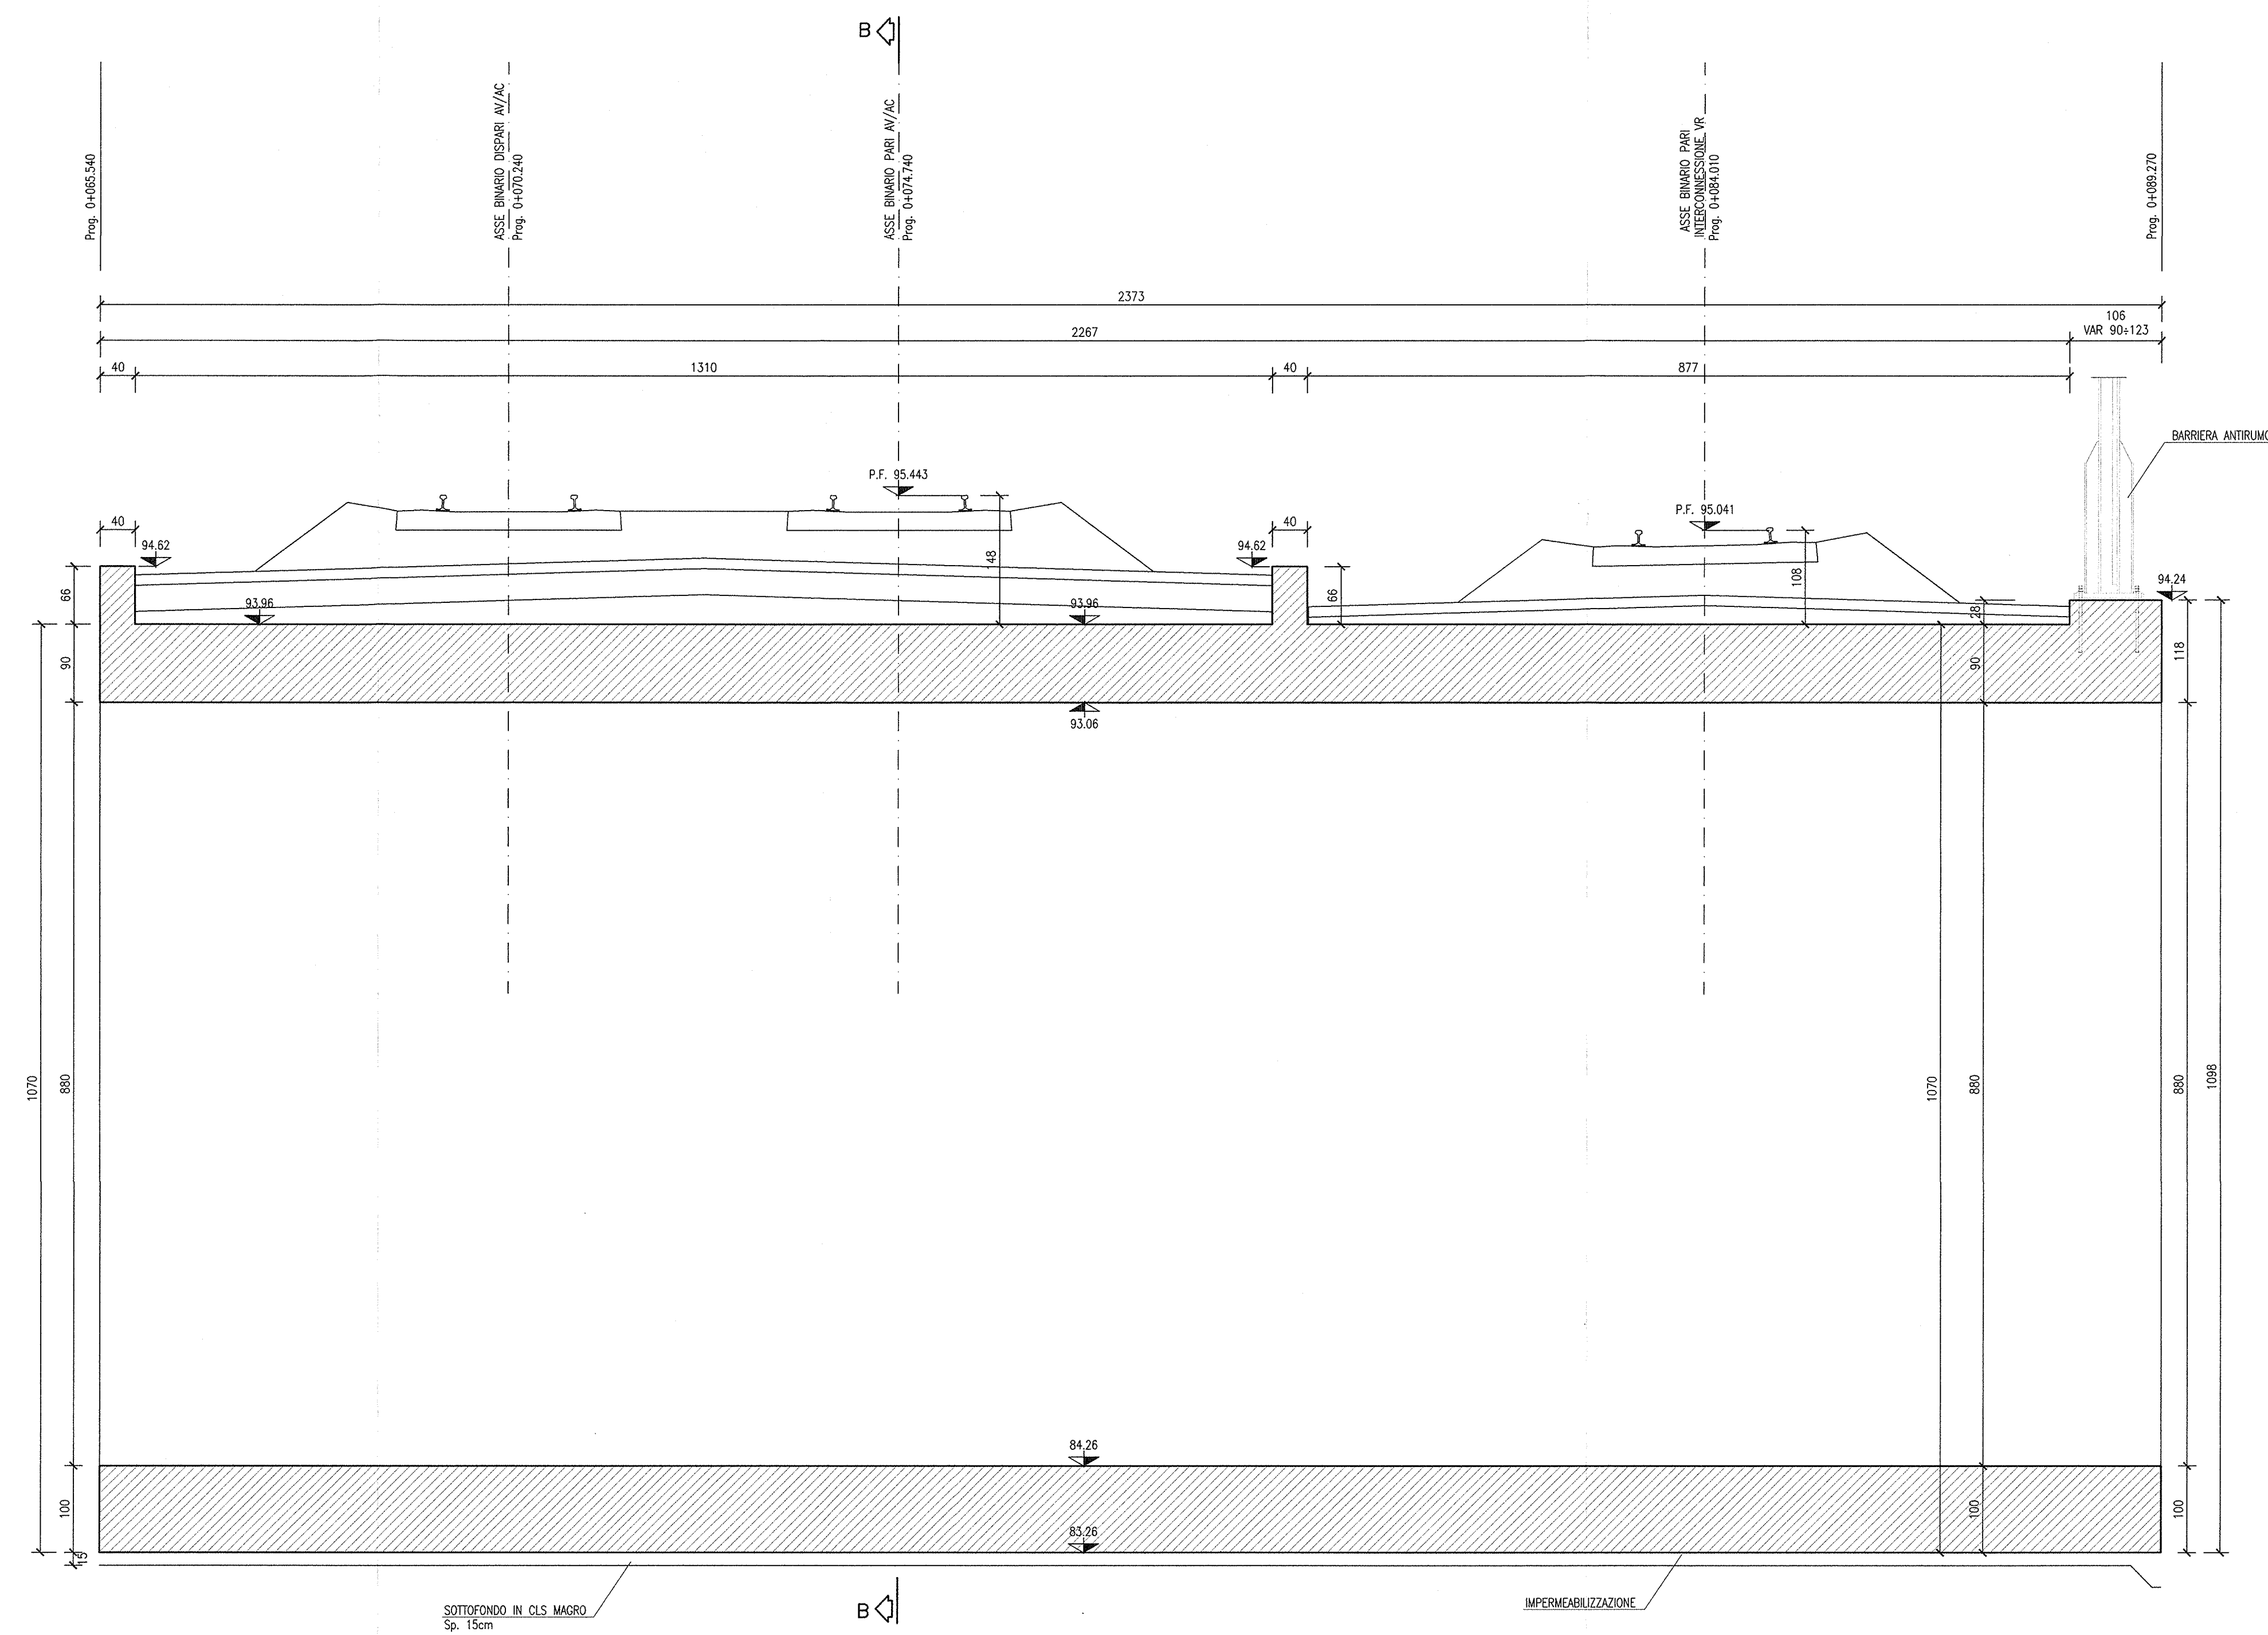 B
Prog. 0+065.540
ASSE BINARIO DISPARI AV/AC
Prog. 0+070.240
ASSE BINARIO PARI AV/AC
Prog. 0+074.740
ASSE BINARIO PARI
INTERCONNESSIONE VR
Prog. 0+084.010
Prog. 0+089.270
2373
106
2267
VAR 90÷123
40
1310
40
877
BARRIERA ANTIRUMO
P.F. 95.443
P.F. 95.041
40
40
94.62
94.62
148
108
94.24
66
93.96
93.96
66
28
90
90
118
93.06
1070
880
1070
880
880
1098
84.26
100
83.26
100
100
15
SOTTOFONDO IN CLS MAGRO
Sp. 15cm
B
IMPERMEABILIZZAZIONE